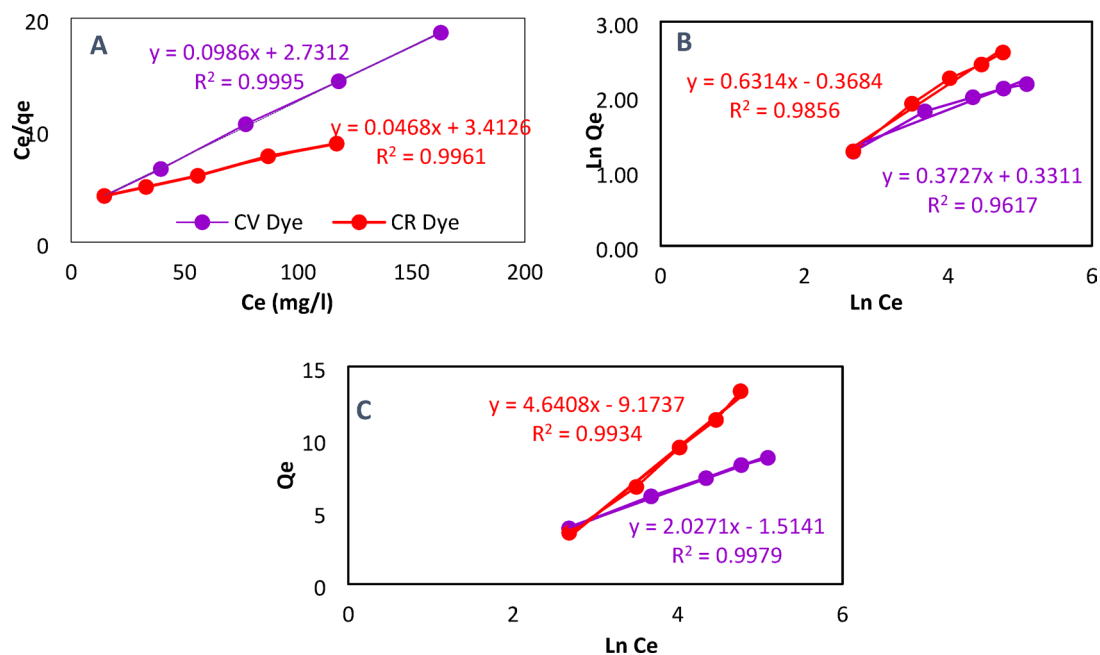 A
20
10
0
Ce/qe
y = 0.0986x + 2.7312
R² = 0.9995
y = 0.0468x + 3.4126
R² = 0.9961
CV Dye
CR Dye
0 50 100 150 200
Ce (mg/l)
B
3.00
2.00
1.00
0.00
Ln Qe
y = 0.6314x - 0.3684
R² = 0.9856
y = 0.3727x + 0.3311
R² = 0.9617
0 2 4 6
Ln Ce
C
15
10
5
0
Qe
y = 4.6408x - 9.1737
R² = 0.9934
y = 2.0271x - 1.5141
R² = 0.9979
0 2 4 6
Ln Ce